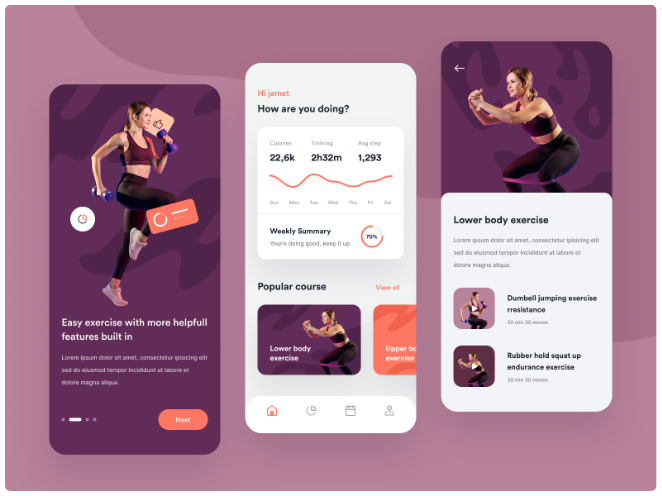 Easy exercise with more helpfull
features built in
Lorem ipsum dolor sit amet, consectetur iplscing
elit, sed do eiusmod tempor incididunt ut labore et
dolore magna aliqua.
Next
Hi jamet
How are you doing?
Calories Training Avg step
22,6k 2h32m 1,293
Sun Mon Tue Wed Thu Fri Sat
Weekly Summary
Your's doing good, keep it up
70%
Popular course
View all
Lower body
exercise
Upper bo
exercise
Lower body exercise
Lorem ipsum dolor sit amet, consectetur iplscing elit,
sed do eiusmod tempor incididunt ut labore et dolore
magna aliqua.
Dumbell jumping exercise
rresistance
30 min 30 moves
Rubber hold squat up
endurance exercise
30 min 30 moves